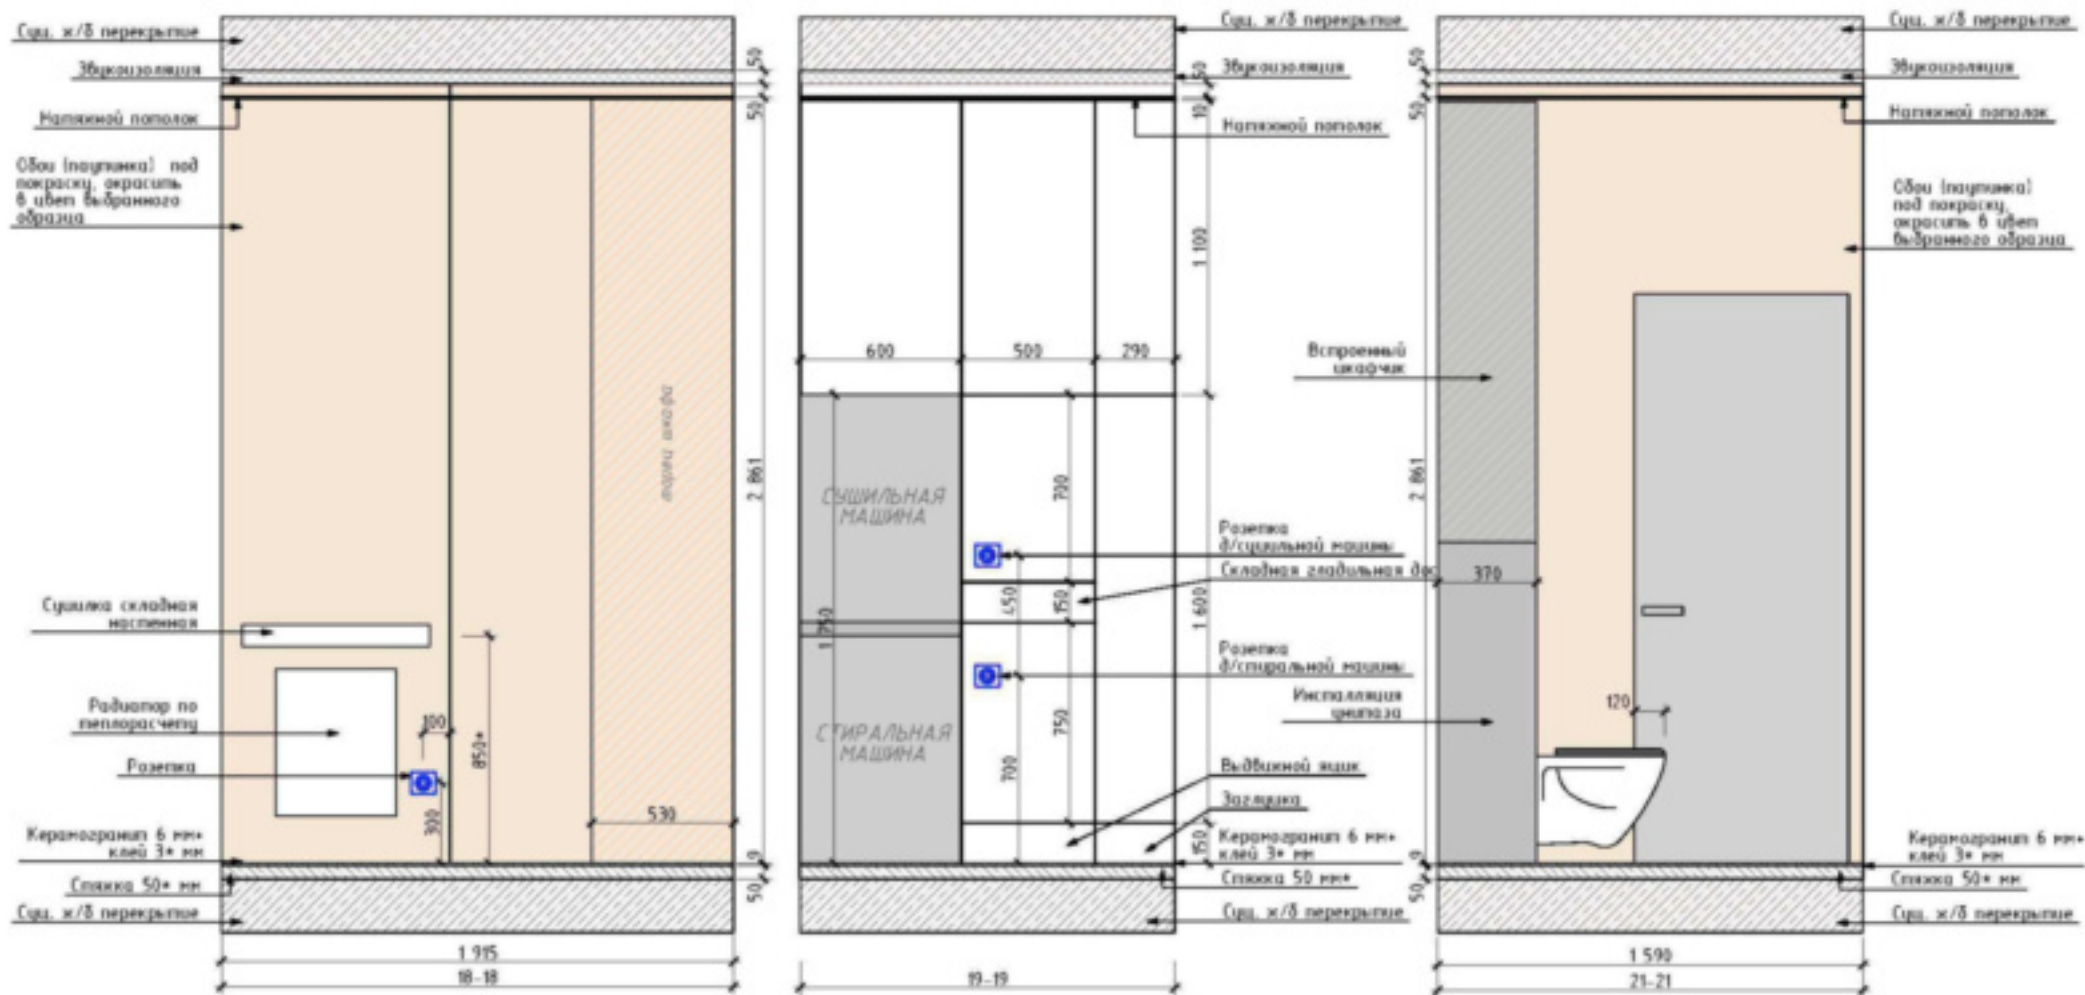 Сущ. ж/б перекрытие
Звукоизоляция
Натяжной потолок
Обои (паутинка) под
покраску, окрасить
в цвет выбранного
образца
Сушилка складная
настенная
Радиатор по
теплорасчету
Розетка
Керамогранит 6 мм+
клей 3* мм
Стяжка 50* мм
Сущ. ж/б перекрытие
100
300
850*
530
50
50
2 861
9
50
1 915
18-18
Сущ. ж/б перекрытие
Звукоизоляция
Натяжной потолок
50
10
1 100
600
500
290
СУШИЛЬНАЯ
МАШИНА
СТИРАЛЬНАЯ
МАШИНА
1 750
700
450
150
750
700
1 600
150
Розетка
д/сушильной машины
Складная гладильная дос
Розетка
д/стиральной машины
Выдвижной ящик
Заглушка
Керамогранит 6 мм+
клей 3* мм
Стяжка 50 мм*
Сущ. ж/б перекрытие
19-19
Встроенный
шкафчик
Инсталляция
унитаза
50
50
2 861
9
50
370
120
Сущ. ж/б перекрытие
Звукоизоляция
Натяжной потолок
Обои (паутинка)
под покраску,
окрасить в цвет
выбранного образца
Керамогранит 6 мм+
клей 3* мм
Стяжка 50* мм
Сущ. ж/б перекрытие
1 590
21-21